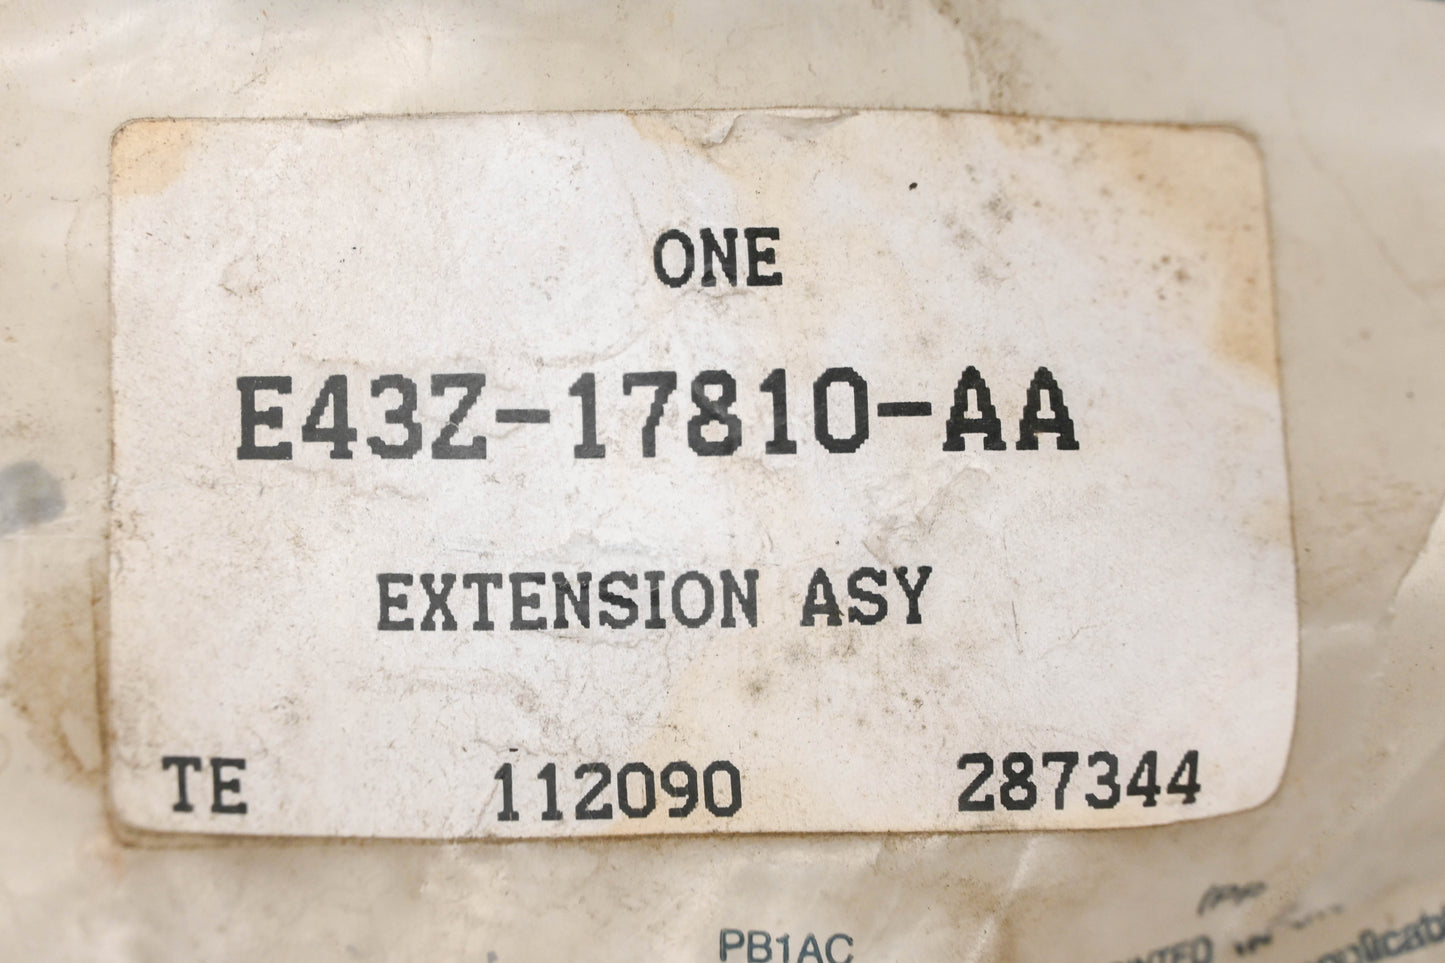 ONE
E43Z-17810-AA
EXTENSION ASY
TE 112090 287344
PB1AC